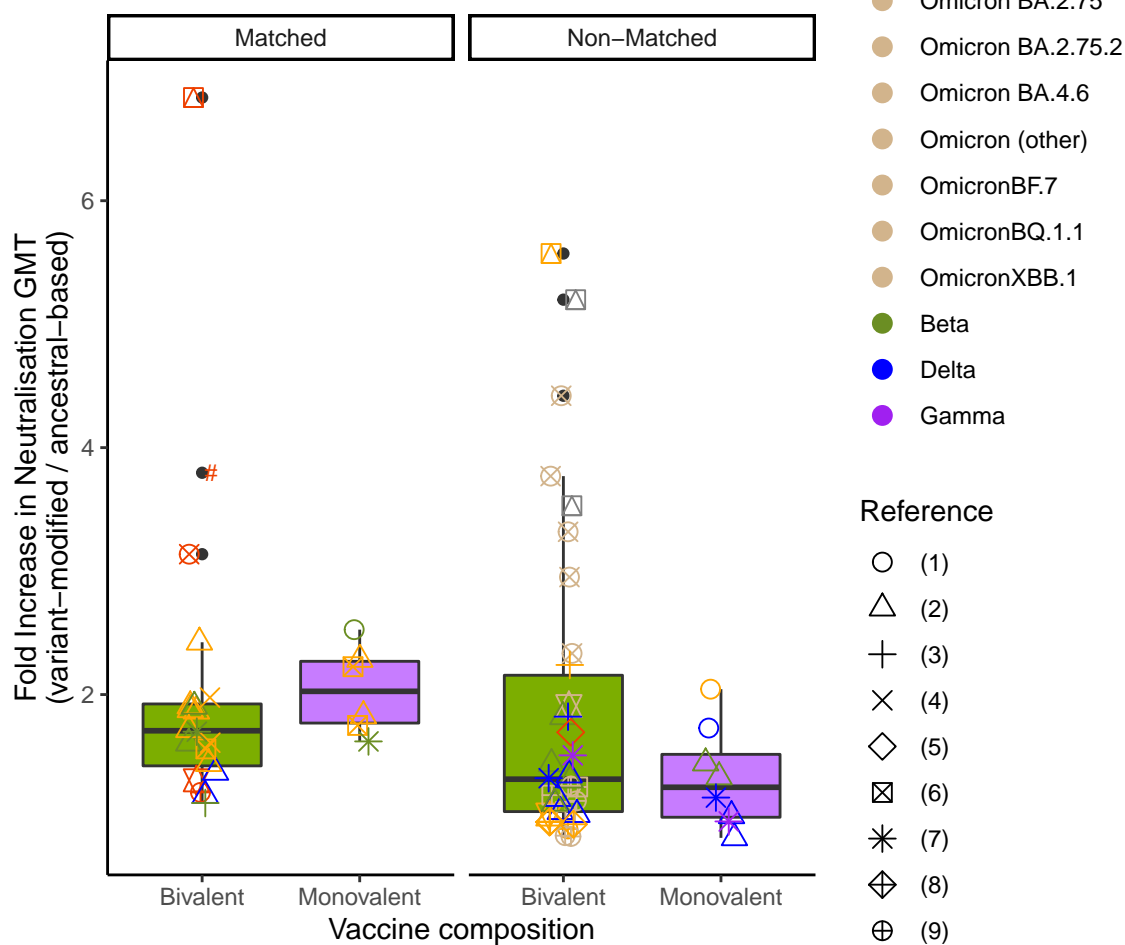 Matched
Non−Matched
Fold Increase in Neutralisation GMT
(variant−modified / ancestral−based)
6
4
2
#
Bivalent
Monovalent
Bivalent
Monovalent
Vaccine composition
Omicron BA.2.75
Omicron BA.2.75.2
Omicron BA.4.6
Omicron (other)
OmicronBF.7
OmicronBQ.1.1
OmicronXBB.1
Beta
Delta
Gamma
Reference
(1)
(2)
(3)
(4)
(5)
(6)
(7)
(8)
(9)